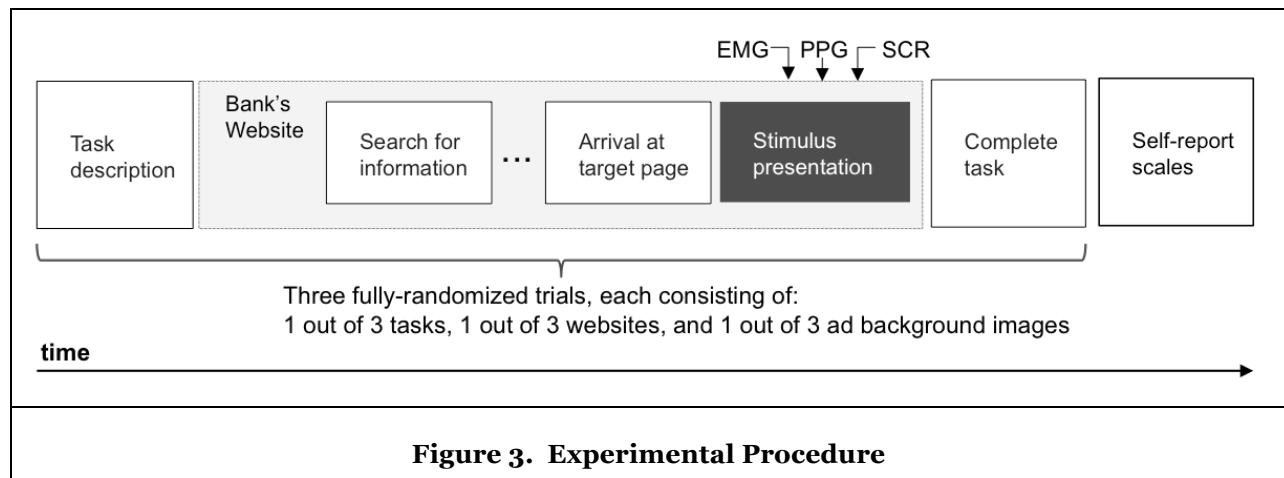 EMG PPG SCR
Task
description
Bank's
Website
Search for
information
...
Arrival at
target page
Stimulus
presentation
Complete
task
Self-report
scales
Three fully-randomized trials, each consisting of:
1 out of 3 tasks, 1 out of 3 websites, and 1 out of 3 ad background images
time
Figure 3. Experimental Procedure